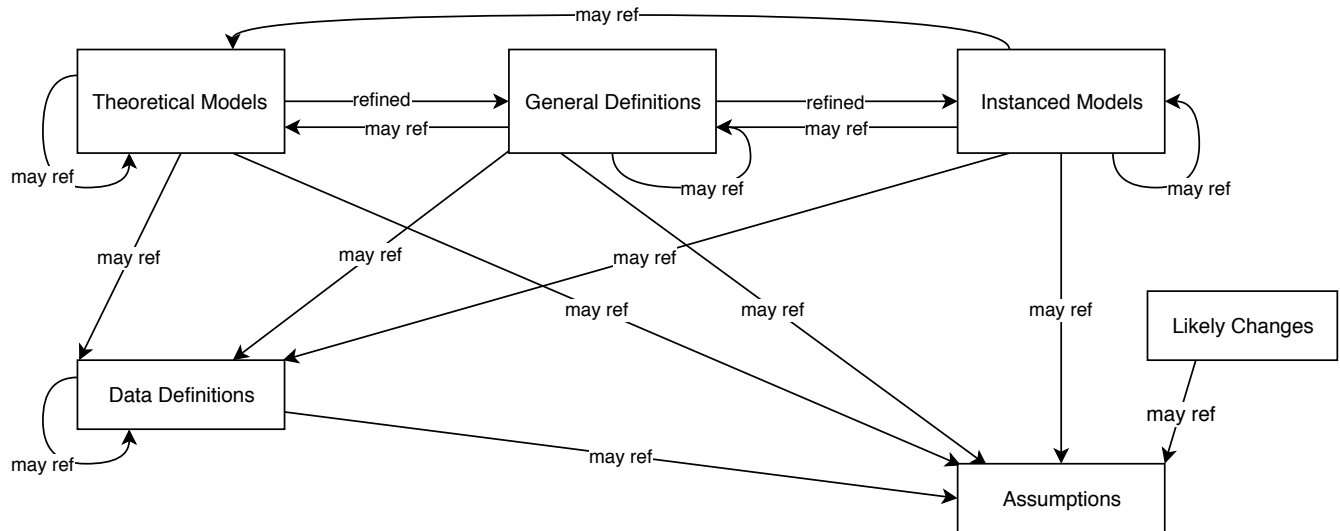 may ref
Theoretical Models
refined
General Definitions
refined
Instanced Models
may ref
may ref
may ref
may ref
may ref
may ref
may ref
may ref
may ref
may ref
may ref
may ref
Likely Changes
Data Definitions
may ref
may ref
may ref
Assumptions